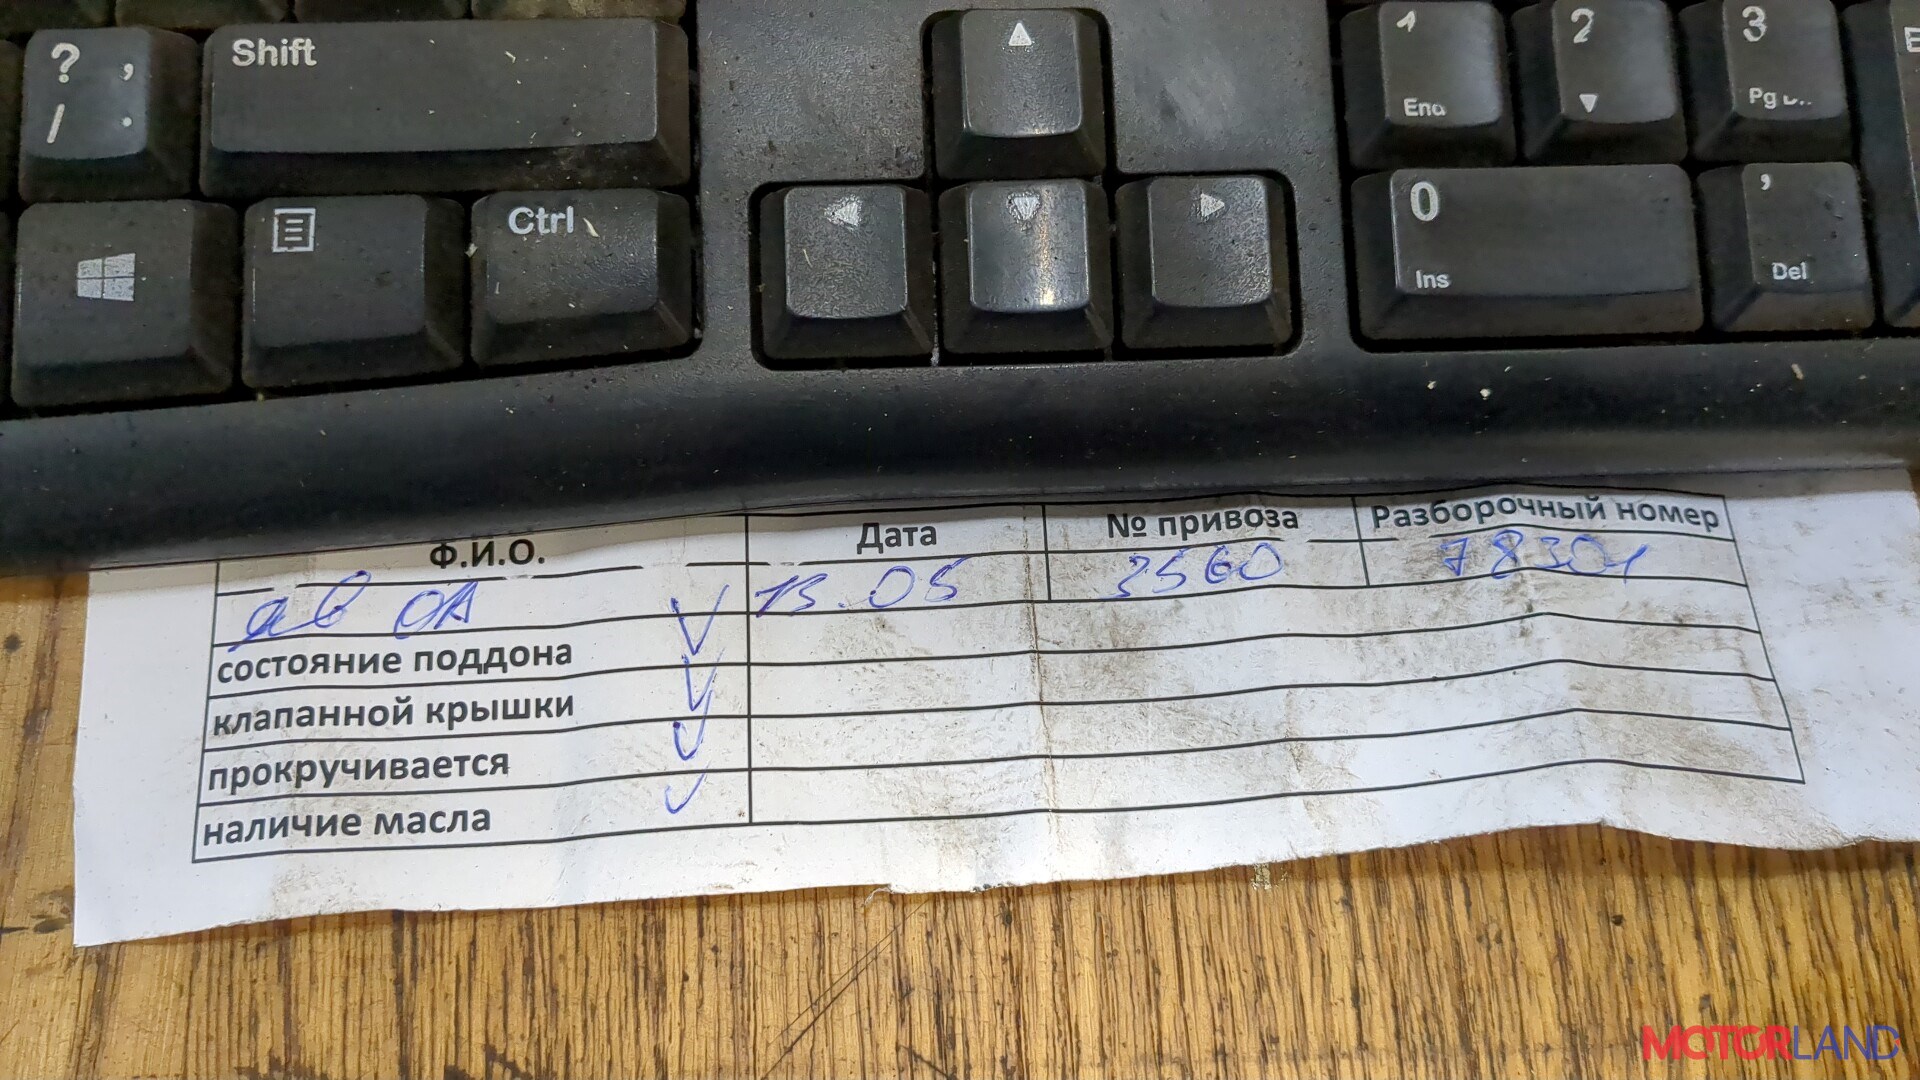 ? ,
/ .
Shift
Ctrl
1
End
2
3
Pg D..
0
Ins
,
Del
Ф.И.О. Дата № привоза Разборочный номер
13.05 3560 78301
состояние поддона
клапанной крышки
прокручивается
наличие масла
MOTORLAND